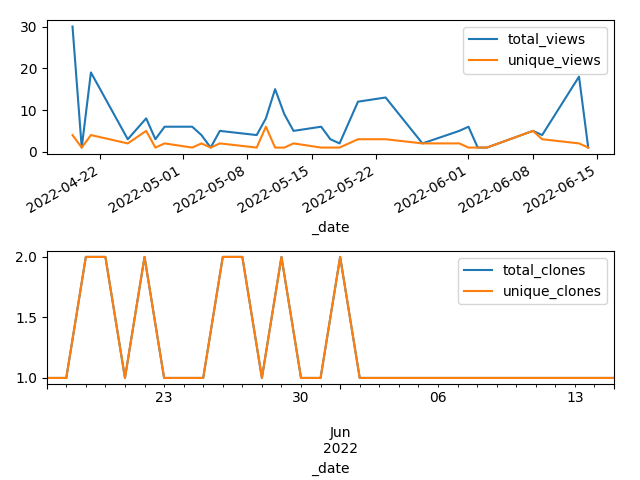 30
20
10
0
total_views
unique_views
2022-04-22
2022-05-01
2022-05-08
2022-05-15
2022-05-22
2022-06-01
2022-06-08
2022-06-15
_date
2.0
1.5
1.0
total_clones
unique_clones
23
30
06
13
Jun
2022
_date